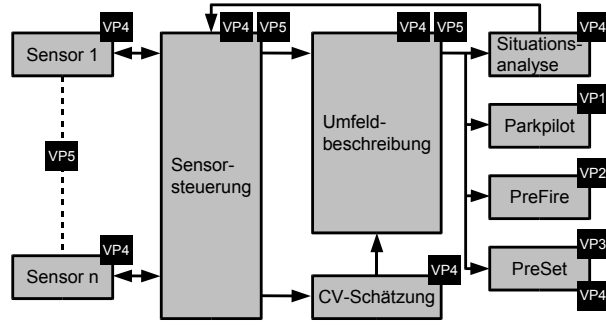 VP4
Sensor 1
VP5
VP4
Sensor n
VP4 VP5
Sensor-
steuerung
VP4 VP5
Umfeld-
beschreibung
VP4
CV-Schätzung
VP4
Situations-
analyse
VP1
Parkpilot
VP2
PreFire
VP3
PreSet
VP4